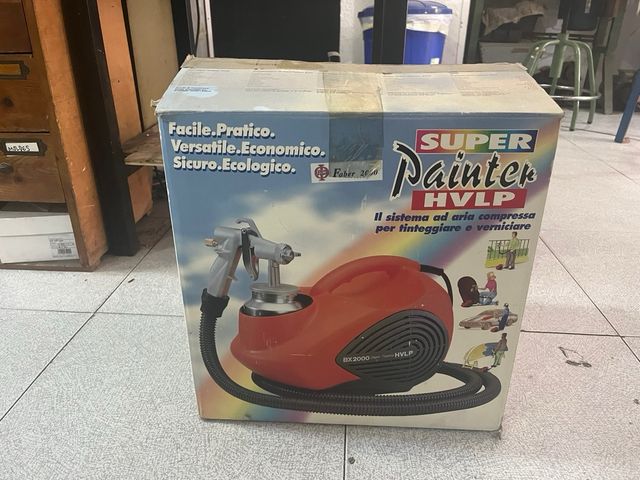 Facile.Pratico.
Versatile.Economico.
Sicuro.Ecologico.
Faber 2000
SUPER
Painter
HVLP
Il sistema ad aria compressa
per tinteggiare e verniciare
BX2000
HVLP